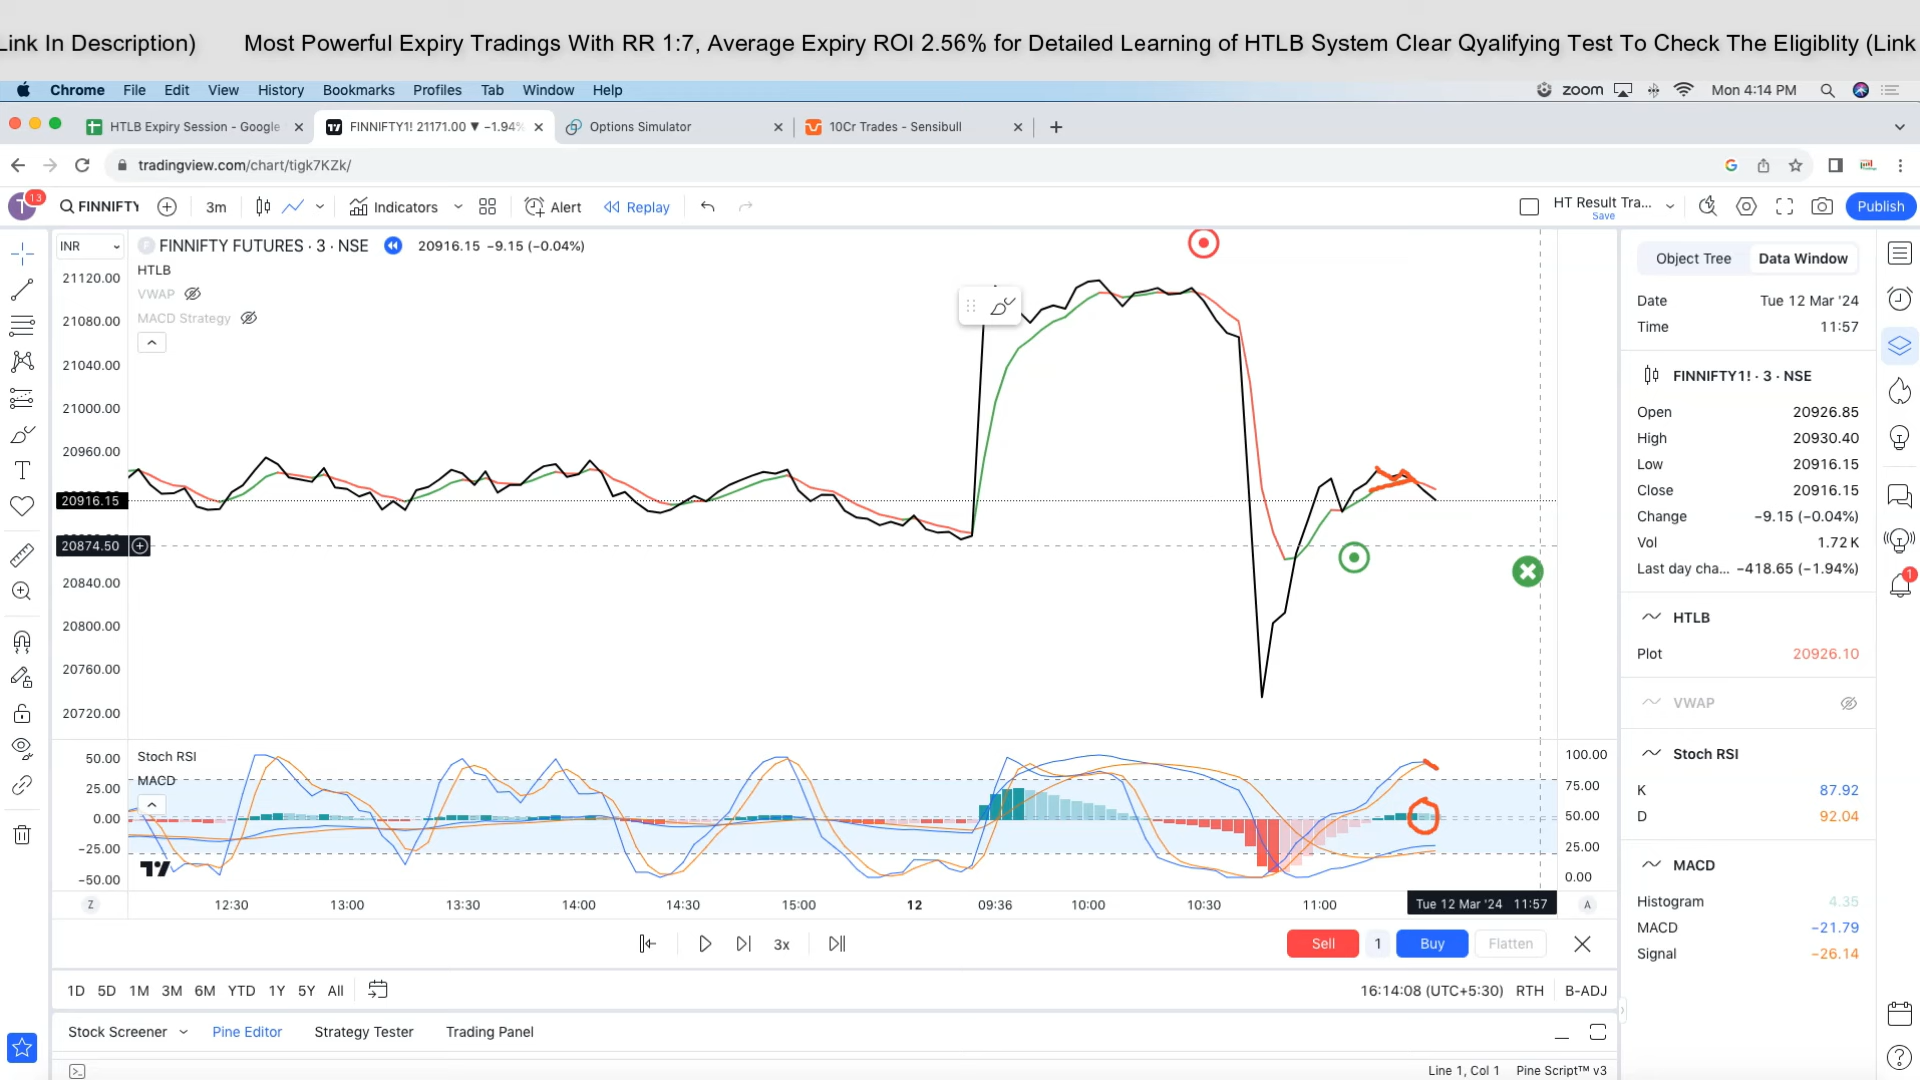 Link In Description) Most Powerful Expiry Tradings With RR 1:7, Average Expiry ROI 2.56% for Detailed Learning of HTLB System Clear Qyalifying Test To Check The Eligiblity (Link
Chrome File Edit View History Bookmarks Profiles Tab Window Help zoom Mon 4:14 PM
HTLB Expiry Session - Google FINNIFTY1! 21171.00 ▼ −1.94% Options Simulator 10Cr Trades - Sensibull
tradingview.com/chart/tigk7KZk/
T 13 FINNIFTY 3m Indicators Alert Replay HT Result Tra... Save Publish
INR F FINNIFTY FUTURES · 3 · NSE 20916.15 −9.15 (−0.04%)
HTLB
VWAP
MACD Strategy
21120.00
21080.00
21040.00
21000.00
20960.00
20916.15
20874.50
20840.00
20800.00
20760.00
20720.00
Stoch RSI
MACD
50.00
25.00
0.00
−25.00
−50.00
100.00
75.00
50.00
25.00
0.00
Z 12:30 13:00 13:30 14:00 14:30 15:00 12 09:36 10:00 10:30 11:00 Tue 12 Mar '24 11:57 A
3x Sell 1 Buy Flatten
1D 5D 1M 3M 6M YTD 1Y 5Y All 16:14:08 (UTC+5:30) RTH B-ADJ
Stock Screener Pine Editor Strategy Tester Trading Panel
Line 1, Col 1 Pine Script™ v3
Object Tree Data Window
Date Tue 12 Mar '24
Time 11:57
FINNIFTY1! · 3 · NSE
Open 20926.85
High 20930.40
Low 20916.15
Close 20916.15
Change −9.15 (−0.04%)
Vol 1.72 K
Last day cha... −418.65 (−1.94%)
HTLB
Plot 20926.10
VWAP
Stoch RSI
K 87.92
D 92.04
MACD
Histogram 4.35
MACD −21.79
Signal −26.14
1